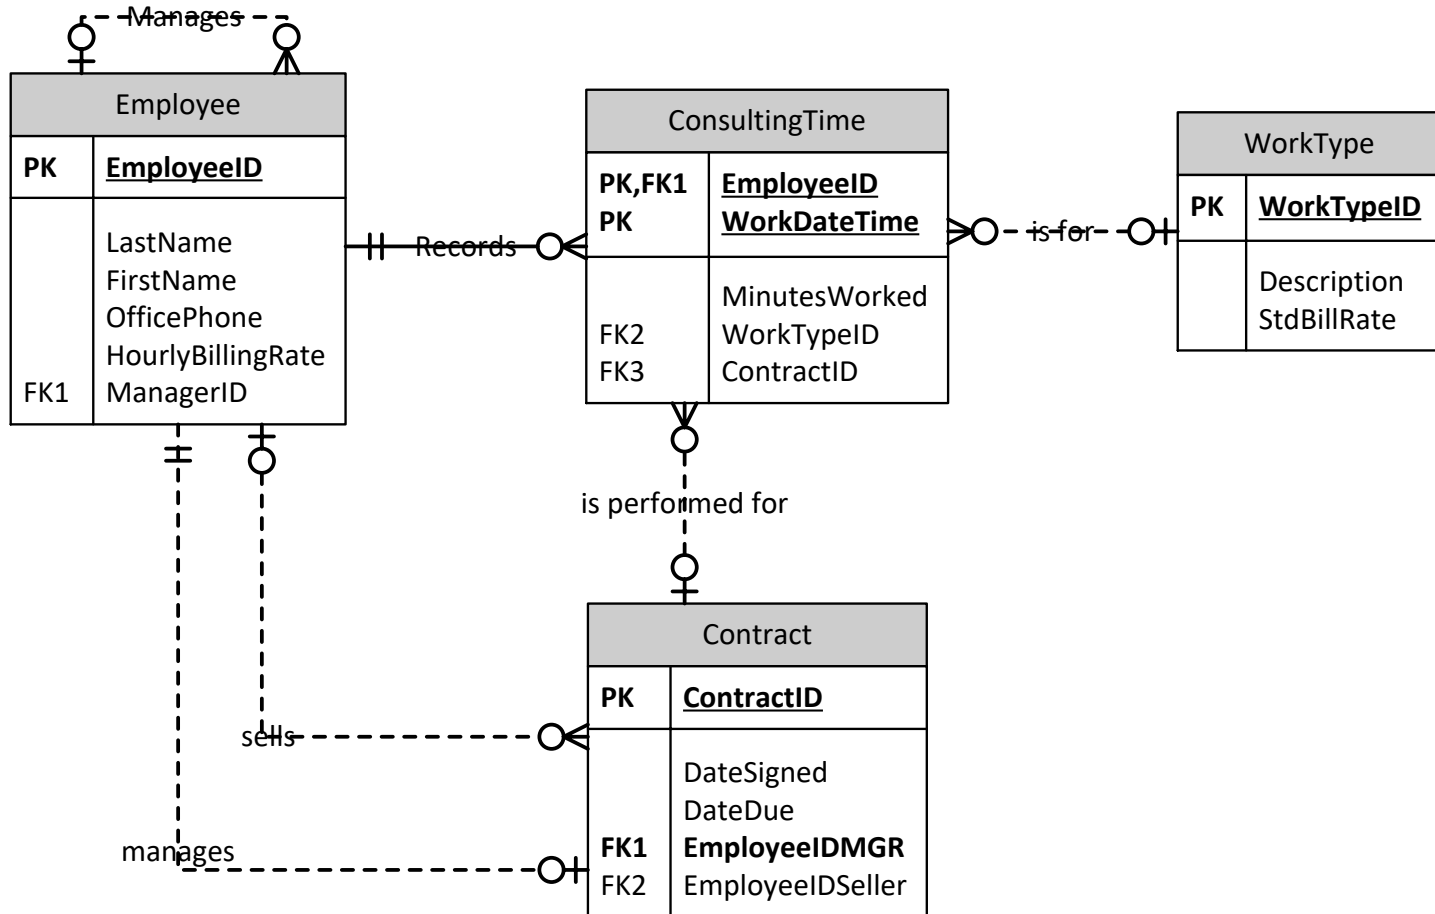 Manages
Employee
PK EmployeeID
LastName
FirstName
OfficePhone
HourlyBillingRate
FK1 ManagerID
Records
ConsultingTime
PK,FK1 EmployeeID
PK WorkDateTime
MinutesWorked
FK2 WorkTypeID
FK3 ContractID
is for
WorkType
PK WorkTypeID
Description
StdBillRate
is performed for
sells
manages
Contract
PK ContractID
DateSigned
DateDue
FK1 EmployeeIDMGR
FK2 EmployeeIDSeller